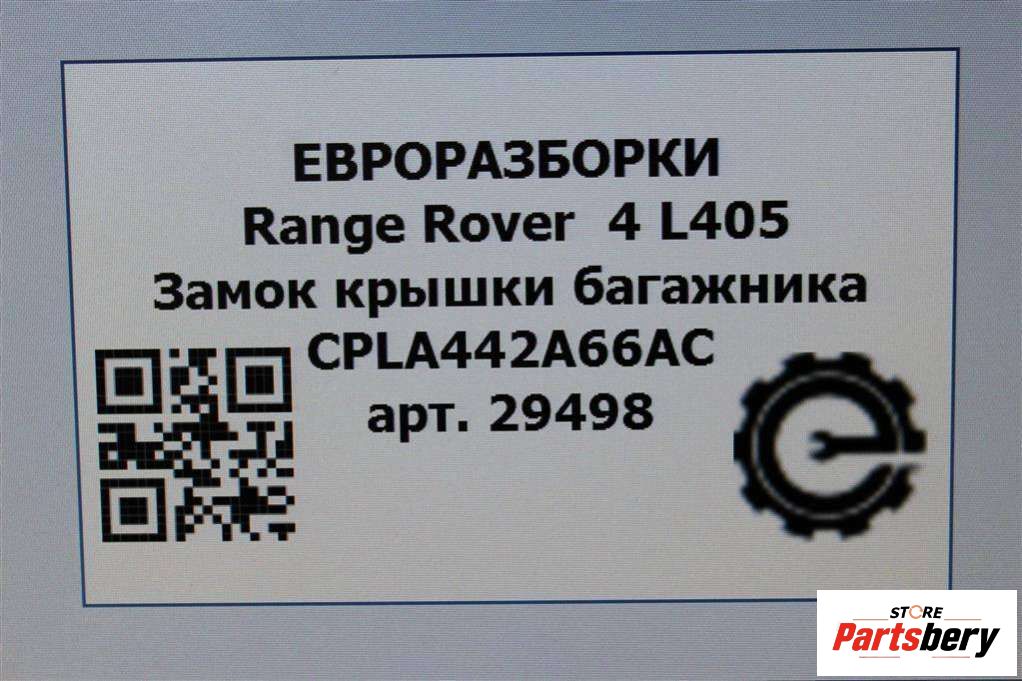 ЕВРОРАЗБОРКИ
Range Rover 4 L405
Замок крышки багажника
CPLA442A66AC
арт. 29498
STORE
Partsbery